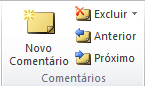 Novo
Comentário
Excluir
Anterior
Próximo
Comentários